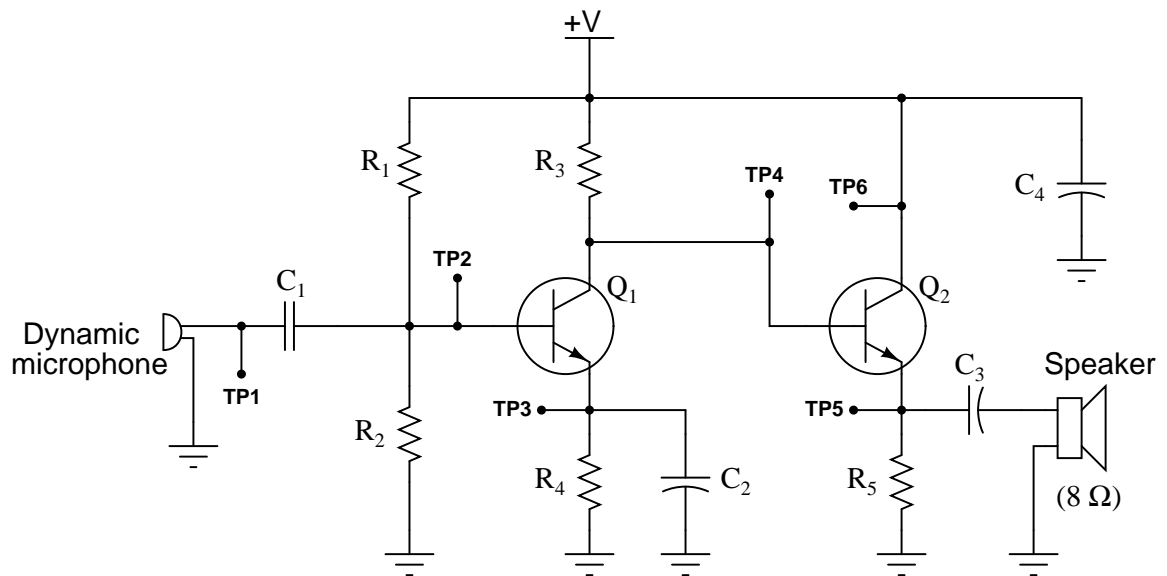 +V
R1
R3
TP4
TP6
C4
TP2
C1
Q1
Q2
Dynamic
microphone
TP1
Speaker
C3
TP3
TP5
R2
R4
C2
R5
(8 Ω)